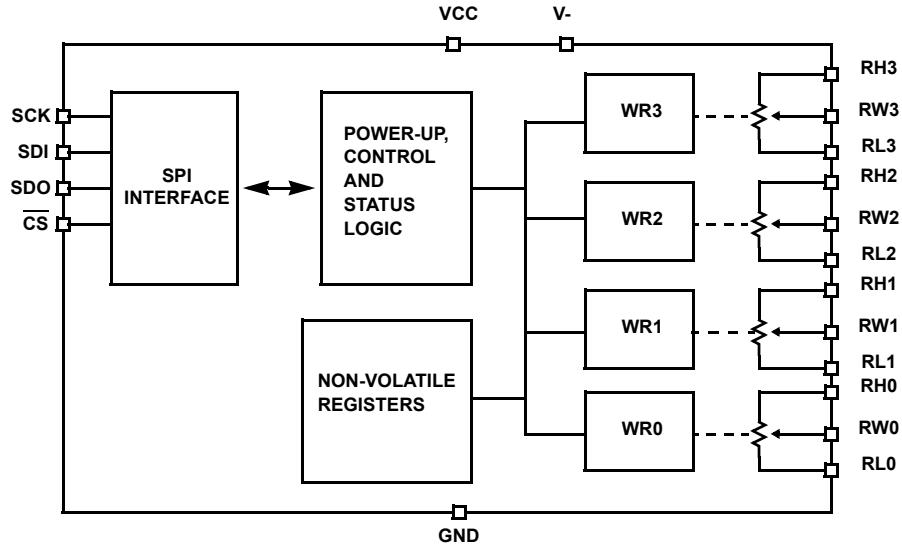 VCC
V-
SCK
SDI
SDO
CS
SPI
INTERFACE
POWER-UP,
CONTROL
AND
STATUS
LOGIC
NON-VOLATILE
REGISTERS
WR3
WR2
WR1
WR0
RH3
RW3
RL3
RH2
RW2
RL2
RH1
RW1
RL1
RH0
RW0
RL0
GND